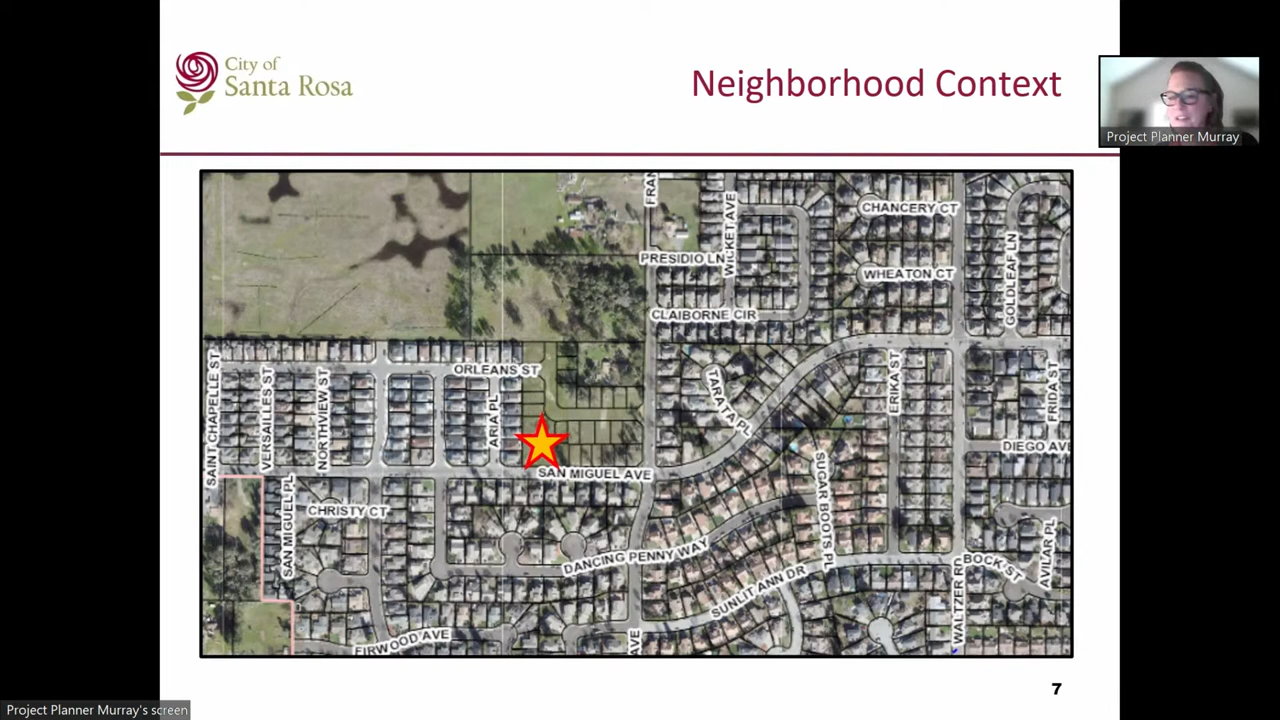 City of
Santa Rosa
Neighborhood Context
Project Planner Murray
FRAN
WICKET AVE
CHANCERY CT
PRESIDIO LN
WHEATON CT
GOLDLEAF LN
CLAIBORNE CIR
SAINT CHAPELLE ST
VERSAILLES ST
NORTHVIEW ST
ORLEANS ST
ARIA PL
TARATA PL
ERIKA ST
FRIDA ST
DIEGO AVE
SAN MIGUEL AVE
SAN MIGUEL PL
CHRISTY CT
SUGAR BOOTS PL
DANCING PENNY WAY
SUNLIT ANN DR
WALTZER RD
BOCK ST
AVILAR PL
FIRWOOD AVE
AVE
7
Project Planner Murray's screen